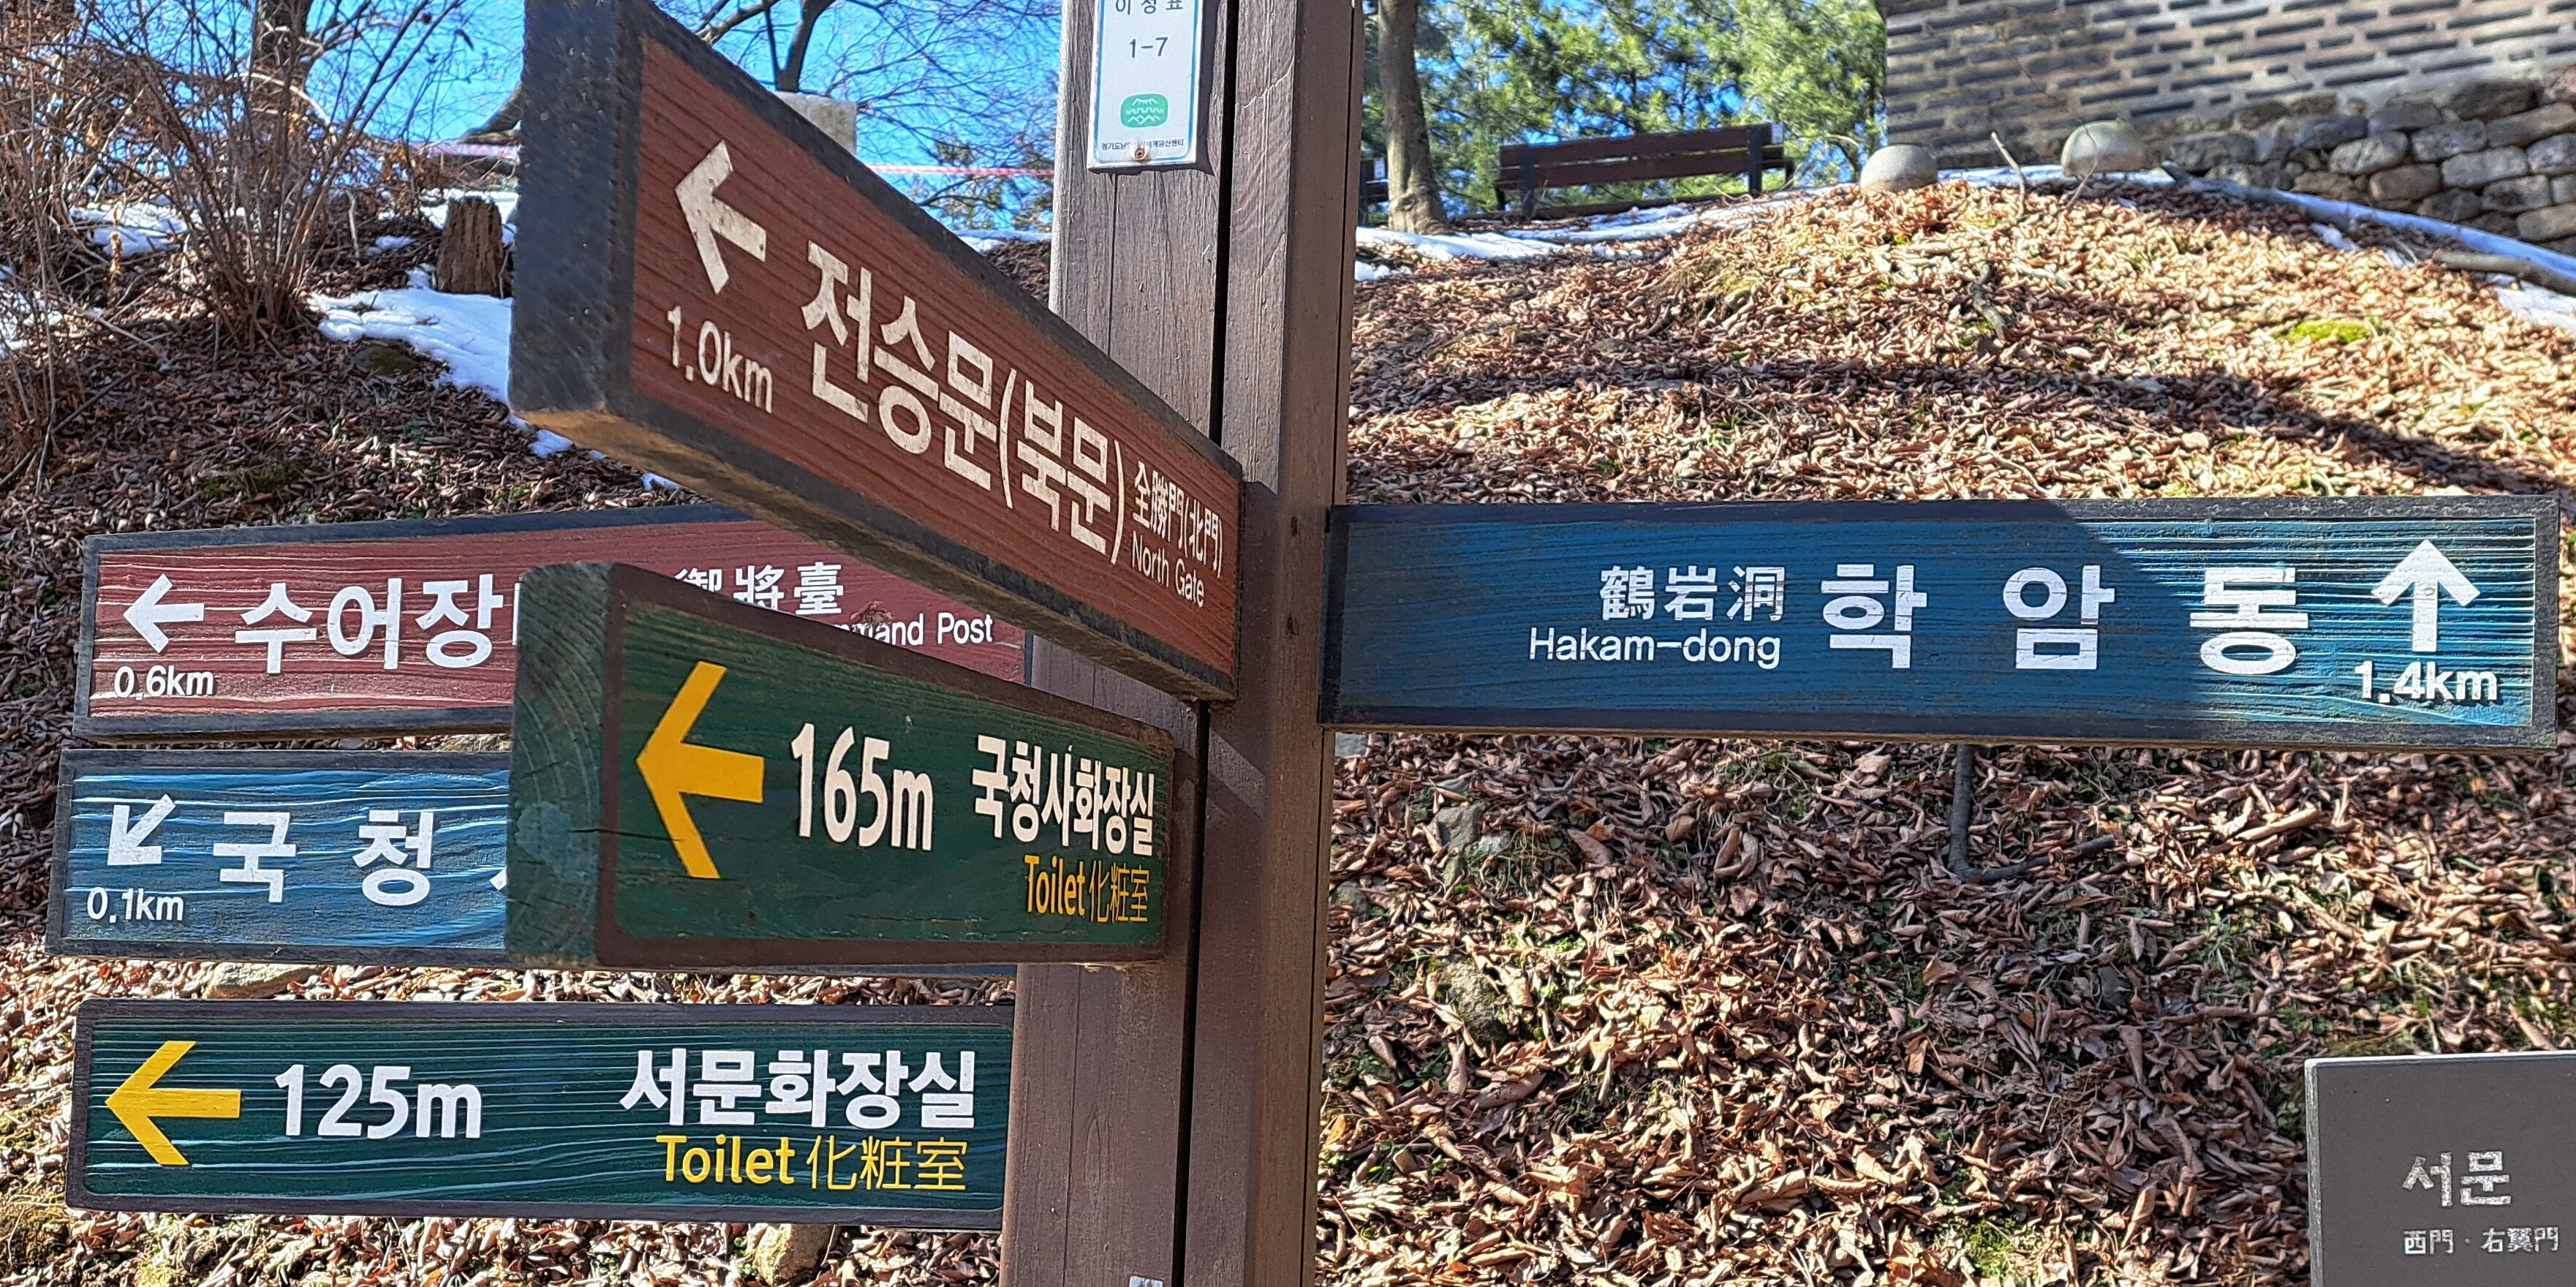 이정표
1-7
전승문(북문)
全勝門(北門)
North Gate
1.0km
수어장
御將臺
Post
0.6km
165m 국청사화장실
Toilet 化粧室
국청
0.1km
125m 서문화장실
Toilet 化粧室
鶴岩洞
Hakam-dong
학암동
1.4km
서문
西門·右翼門